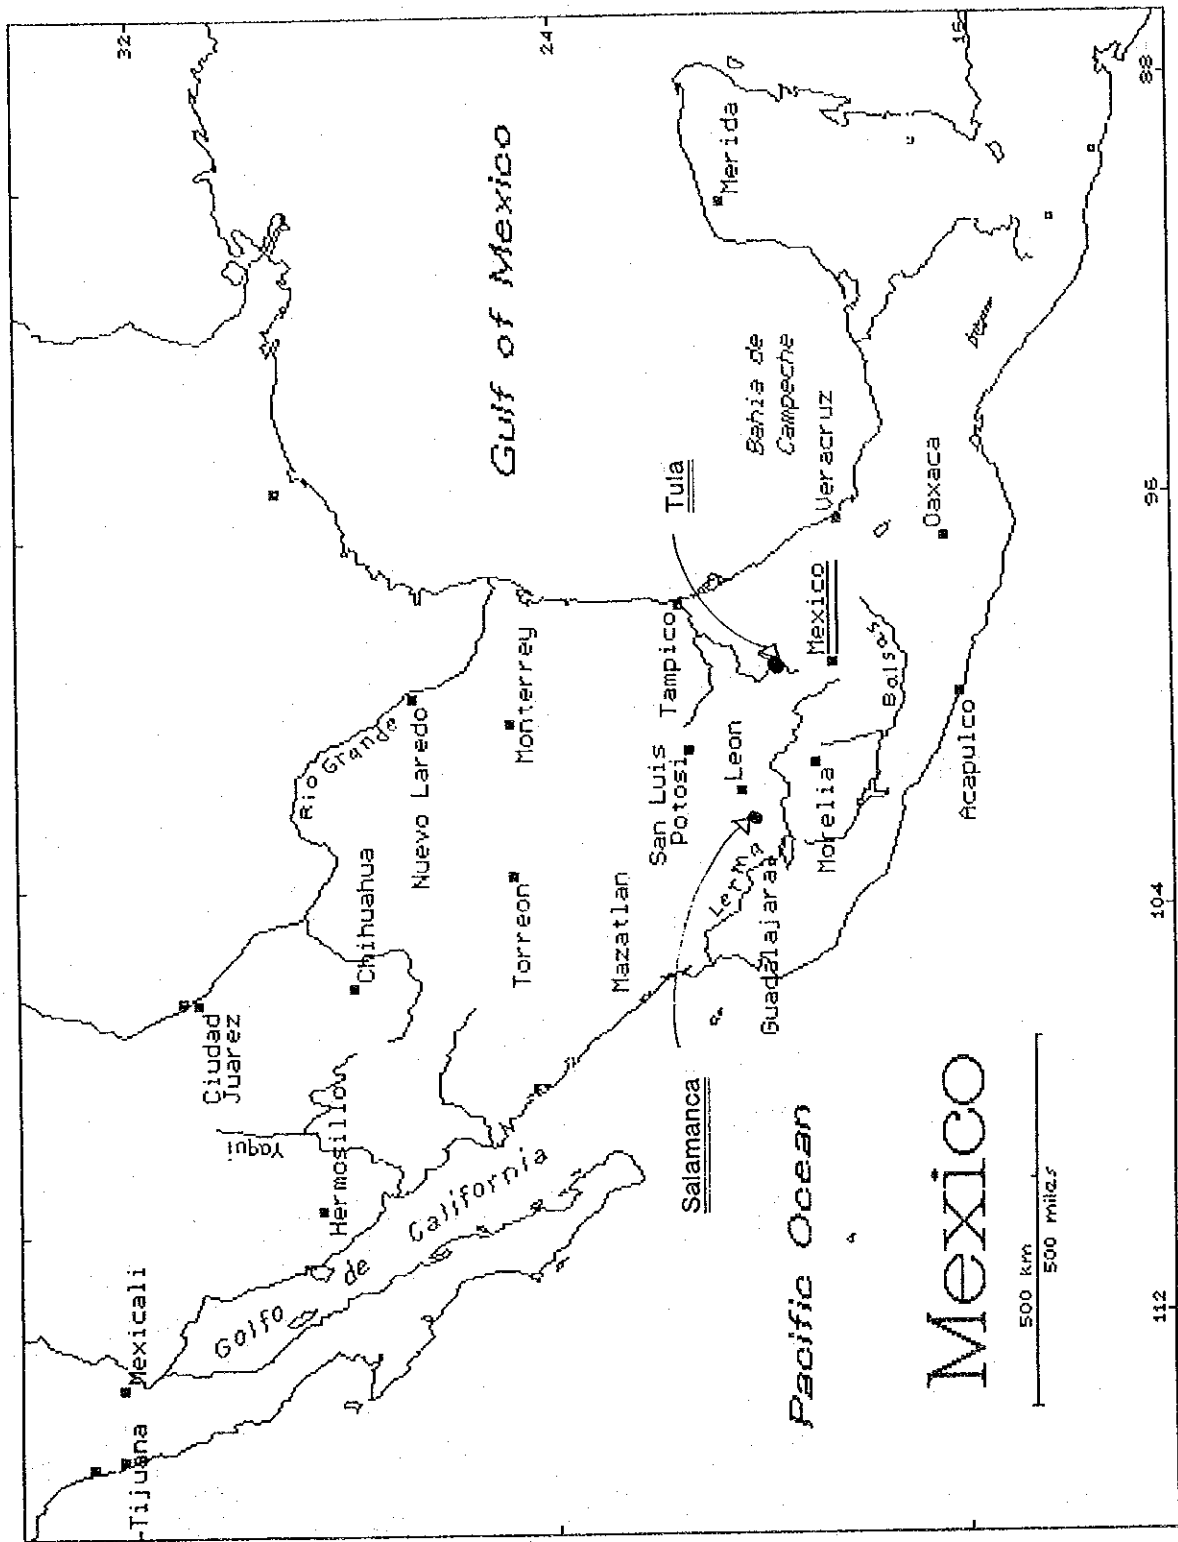 32
24
16
88
96
104
112
Tijuana
Mexicali
Ciudad
Juarez
Yaqui
Hermosillo
Chihuahua
Rio Grande
Nuevo Laredo
Monterrey
Torreon
Mazatlan
Golfo de California
Gulf of Mexico
San Luis
Potosi
Tampico
Tula
Leon
Lerma
Guadalajara
Salamanca
Morelia
Mexico
Balsas
Bahia de
Campeche
Veracruz
Oaxaca
Acapulco
Merida
Pacific Ocean
Mexico
500 km
500 miles